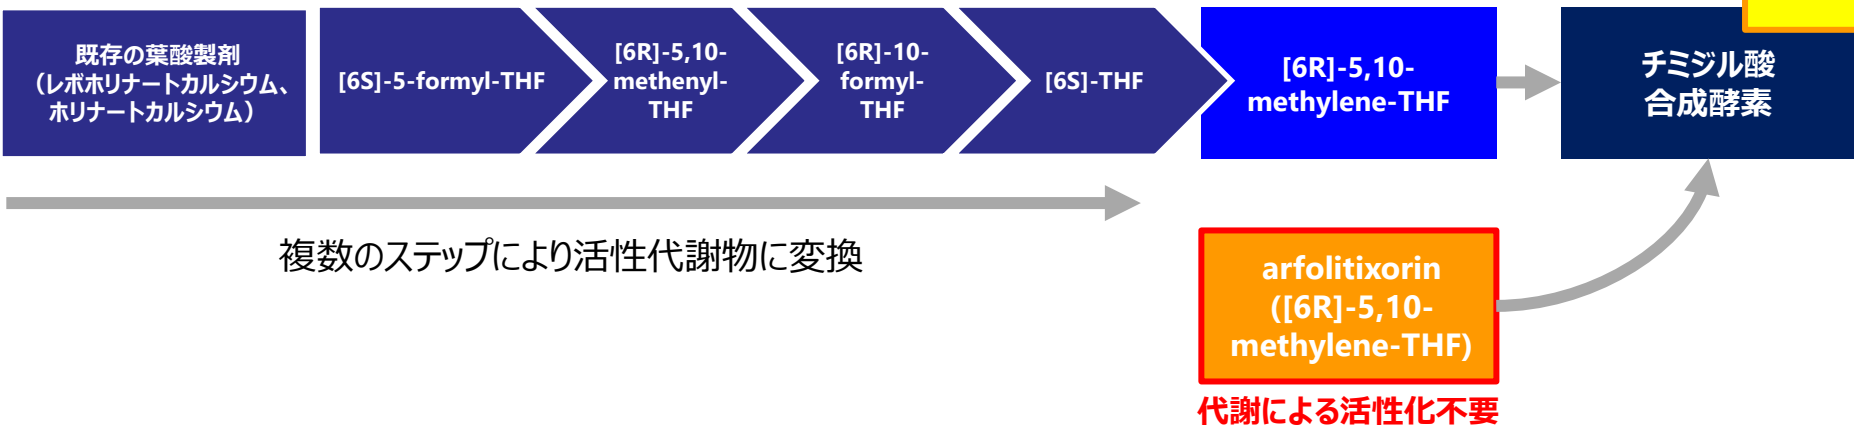 既存の葉酸製剤
（レボホリナートカルシウム、
ホリナートカルシウム）
[6S]-5-formyl-THF
[6R]-5,10-
methenyl-
THF
[6R]-10-
formyl-
THF
[6S]-THF
[6R]-5,10-
methylene-THF
チミジル酸
合成酵素
複数のステップにより活性代謝物に変換
arfolitixorin
([6R]-5,10-
methylene-THF)
代謝による活性化不要